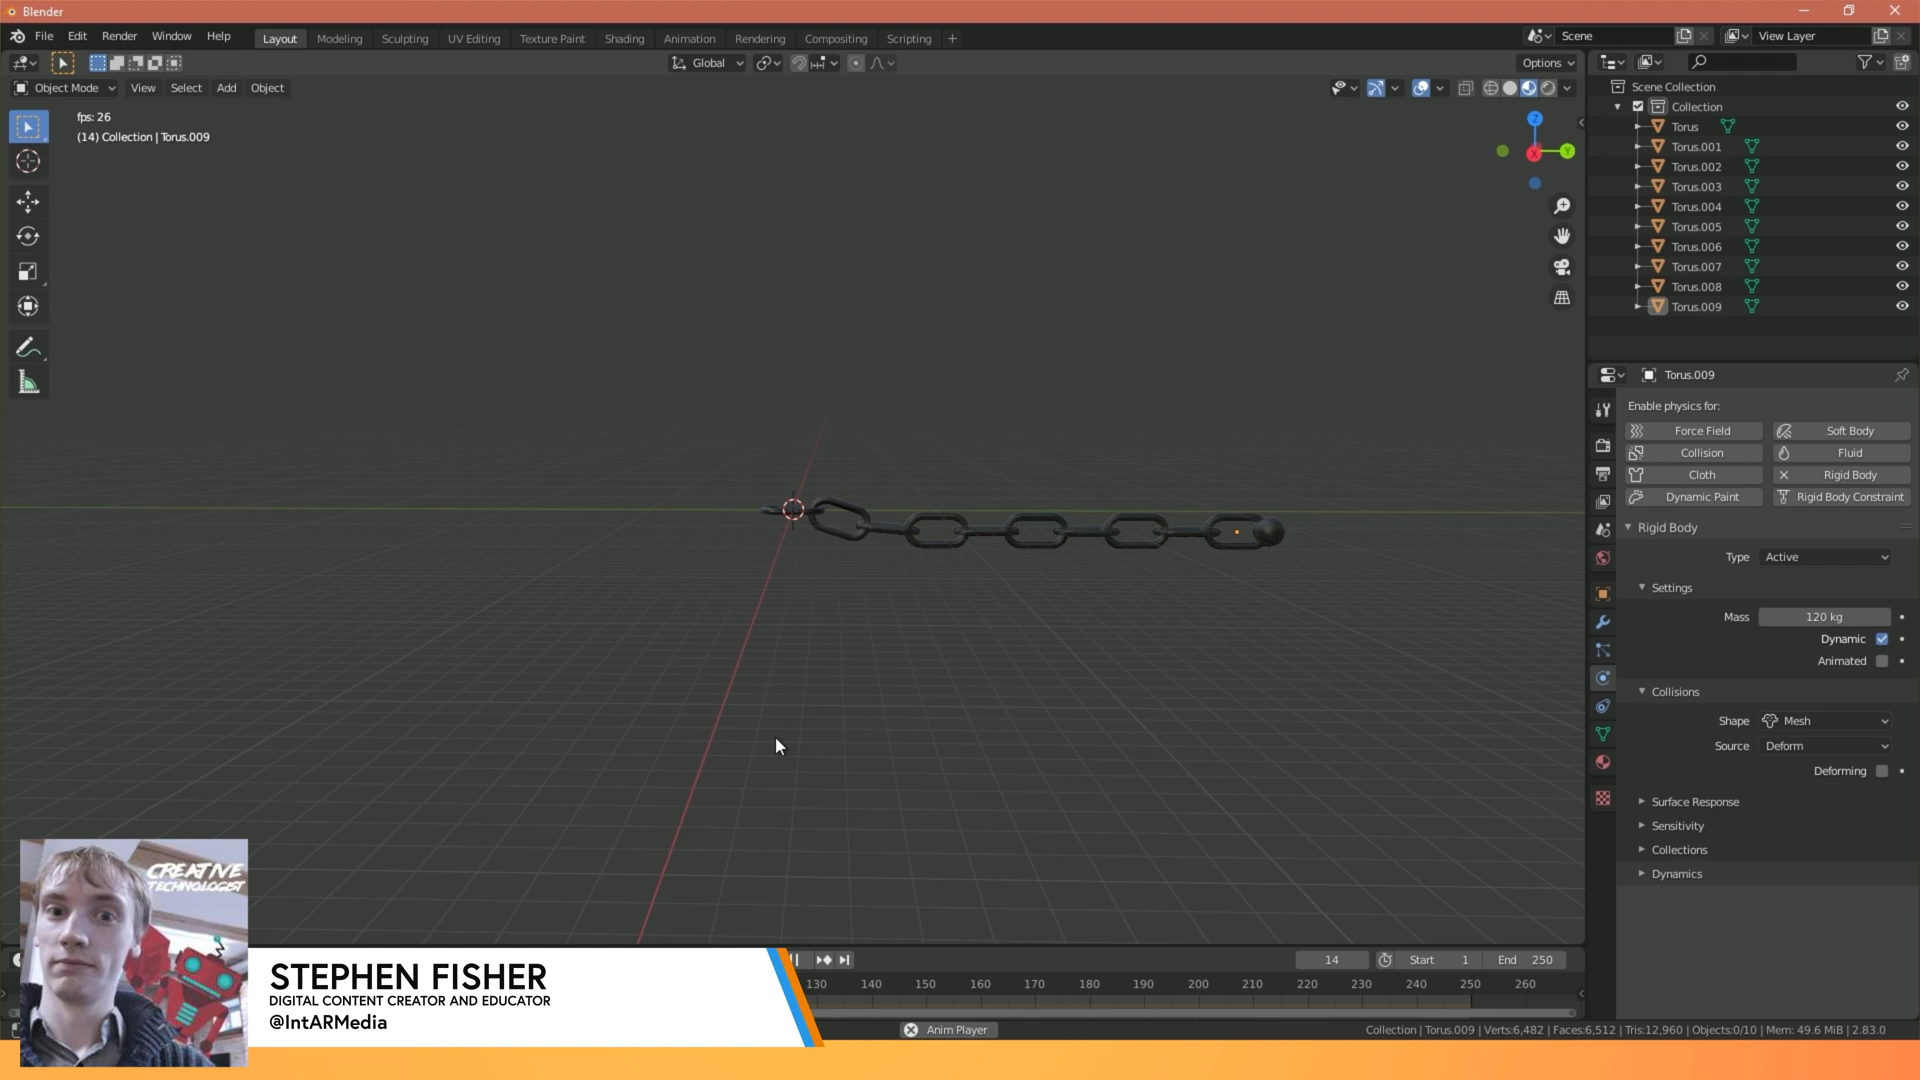 Blender
File Edit Render Window Help Layout Modeling Sculpting UV Editing Texture Paint Shading Animation Rendering Compositing Scripting + Scene View Layer
Global Options
Object Mode View Select Add Object
fps: 26
(14) Collection | Torus.009
Z
Y
X
Scene Collection
Collection
Torus
Torus.001
Torus.002
Torus.003
Torus.004
Torus.005
Torus.006
Torus.007
Torus.008
Torus.009
Torus.009
Enable physics for:
Force Field Soft Body
Collision Fluid
Cloth Rigid Body
Dynamic Paint Rigid Body Constraint
Rigid Body
Type Active
Settings
Mass 120 kg
Dynamic
Animated
Collisions
Shape Mesh
Source Deform
Deforming
Surface Response
Sensitivity
Collections
Dynamics
CREATIVE
TECHNOLOGIST
STEPHEN FISHER
DIGITAL CONTENT CREATOR AND EDUCATOR
@IntARMedia
14 Start 1 End 250
130 140 150 160 170 180 190 200 210 220 230 240 250 260
Anim Player
Collection | Torus.009 | Verts:6,482 | Faces:6,512 | Tris:12,960 | Objects:0/10 | Mem: 49.6 MiB | 2.83.0